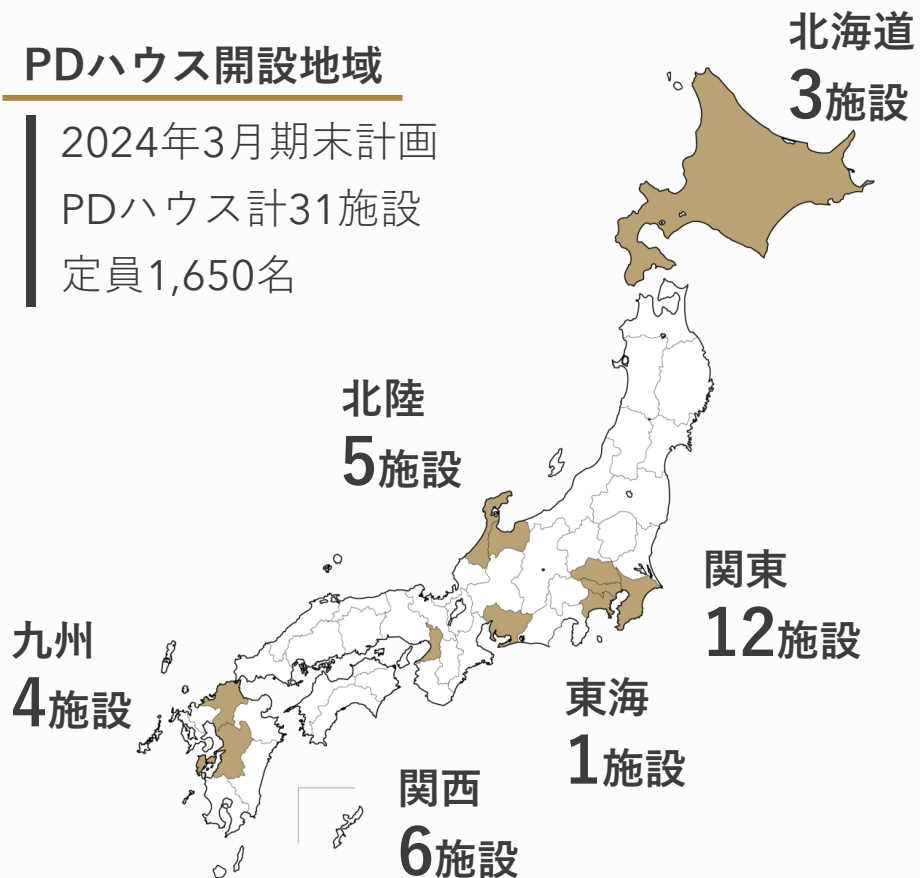 PDハウス開設地域
2024年3月期末計画
PDハウス計31施設
定員1,650名
北海道
3施設
北陸
5施設
関東
12施設
九州
4施設
東海
1施設
関西
6施設